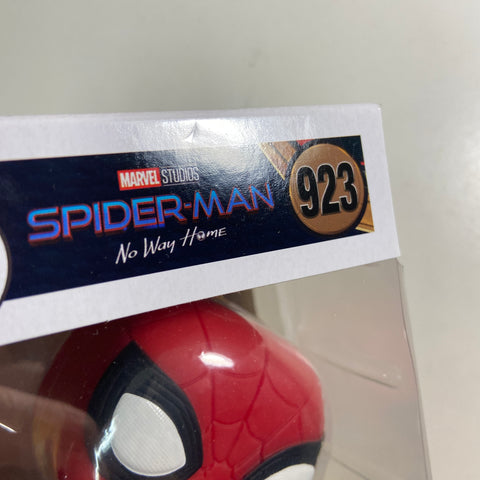 MARVEL STUDIOS
SPIDER-MAN
No Way Home
923